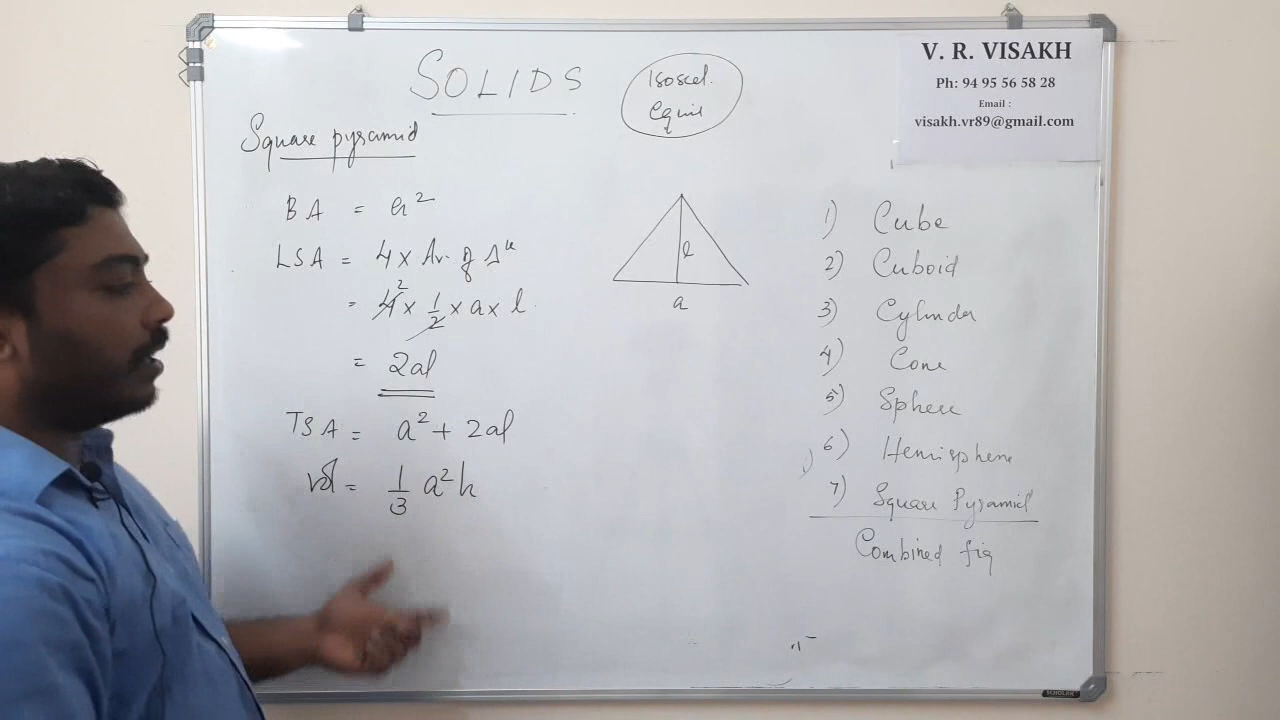 SOLIDS
Isoscel.
Equi
V. R. VISAKH
Ph: 94 95 56 58 28
Email :
visakh.vr89@gmail.com
Square pyramid
BA = a²
LSA = 4 × Ar. of Δle
= 4² × 1/2 × a × l
= 2al
TSA = a² + 2al
Vol = 1/3 a²h
l
a
1) Cube
2) Cuboid
3) Cylinder
4) Cone
5) Sphere
6) Hemisphere
7) Square Pyramid
Combined fig
SCHOLAR